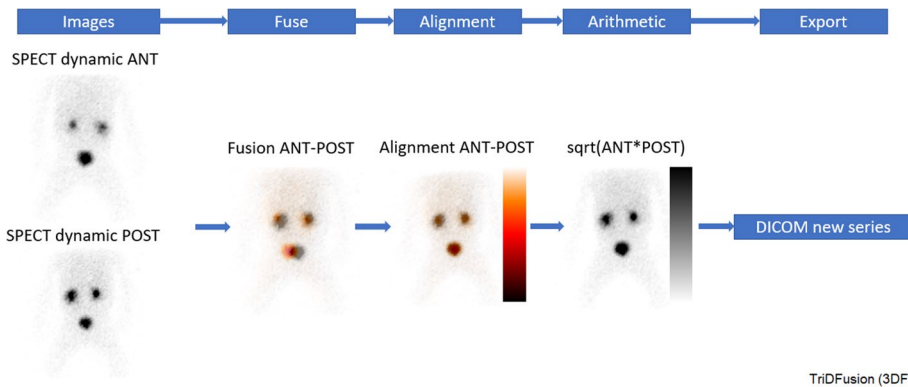 Images
Fuse
Alignment
Arithmetic
Export
SPECT dynamic ANT
Fusion ANT-POST
Alignment ANT-POST
sqrt(ANT*POST)
SPECT dynamic POST
DICOM new series
TriDFusion (3DF